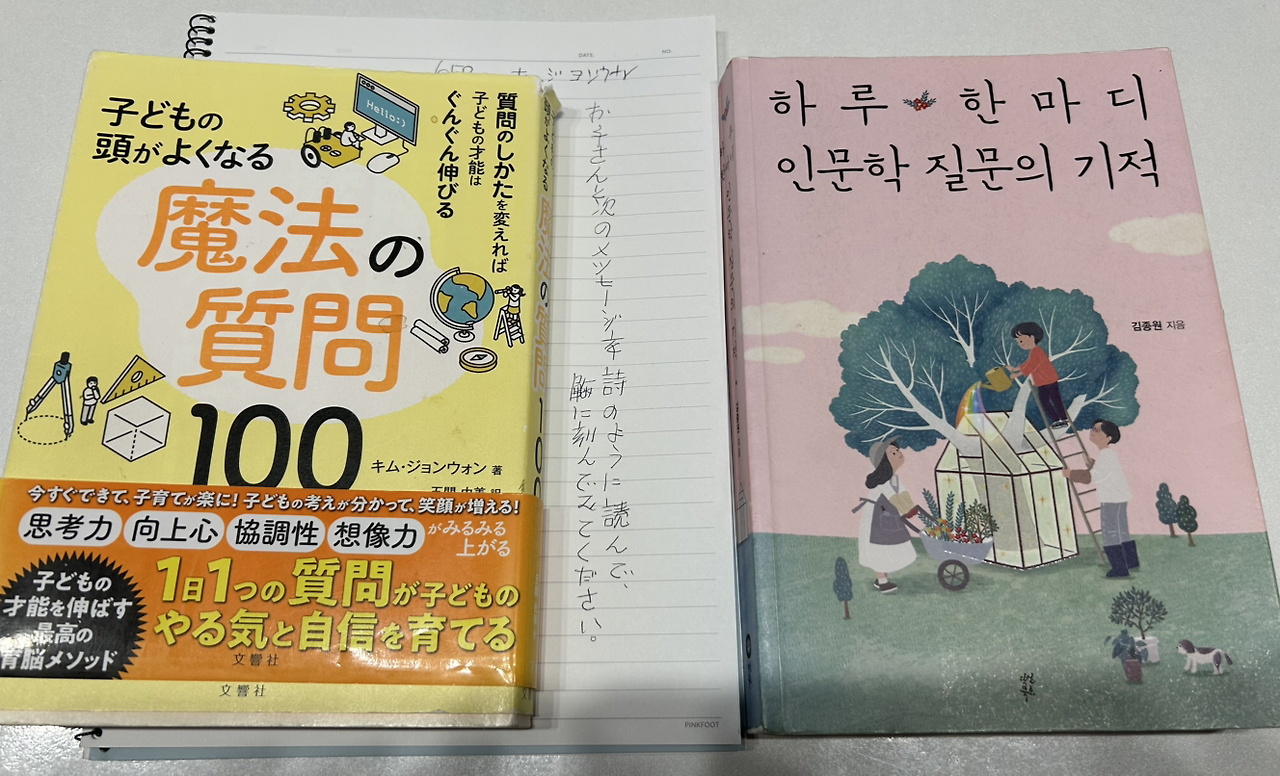 子どもの
頭がよくなる
魔法の
質問
100
質問のしかたを変えれば
子どもの才能は
ぐんぐん伸びる
Hello:)
キム・ジョンウォン 著
今すぐできて、子育てが楽に!子どもの考えが分かって、笑顔が増える!
思考力 向上心 協調性 想像力 がみるみる
上がる
子どもの
才能を伸ばす
最高の
育脳メソッド
1日1つの質問が子どもの
やる気と自信を育てる
文響社
文響社
DATE.
NO.
お子さんと次のメッセージを詩のように読んで、
胸に刻んでみてください。
PINKFOOT
하루 한마디
인문학 질문의 기적
김종원 지음